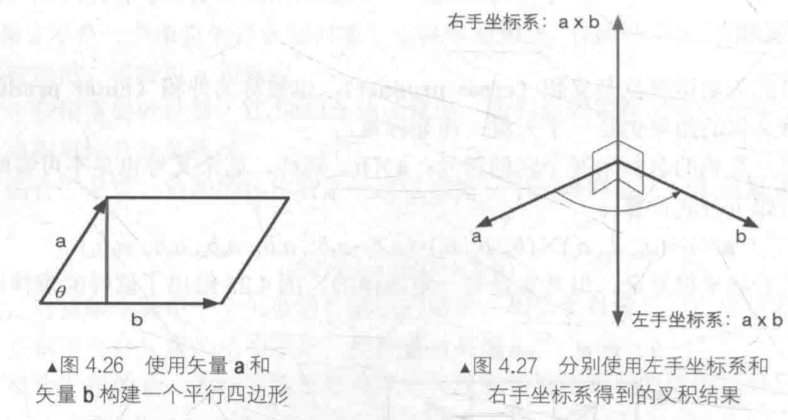 右手坐标系：a x b
a
θ
b
a
b
左手坐标系：a x b
▲图 4.26 使用矢量 a 和
矢量 b 构建一个平行四边形
▲图 4.27 分别使用左手坐标系和
右手坐标系得到的叉积结果